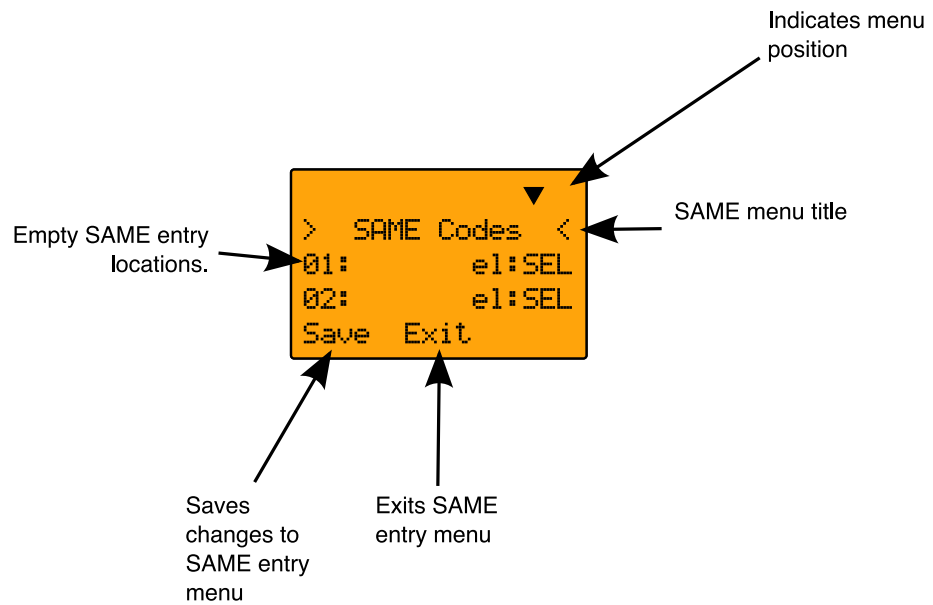 Indicates menu
position
▼
> SAME Codes <
SAME menu title
Empty SAME entry
locations.
01: el:SEL
02: el:SEL
Save Exit
Saves
changes to
SAME entry
menu
Exits SAME
entry menu